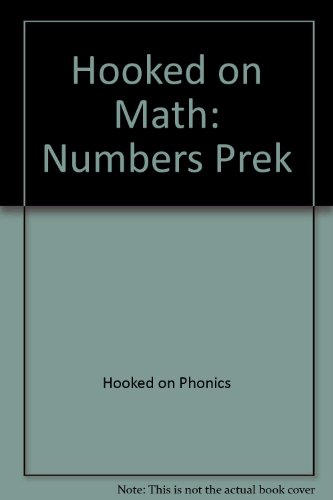 Hooked on
Math:
Numbers Prek
Hooked on Phonics
Note: This is not the actual book cover